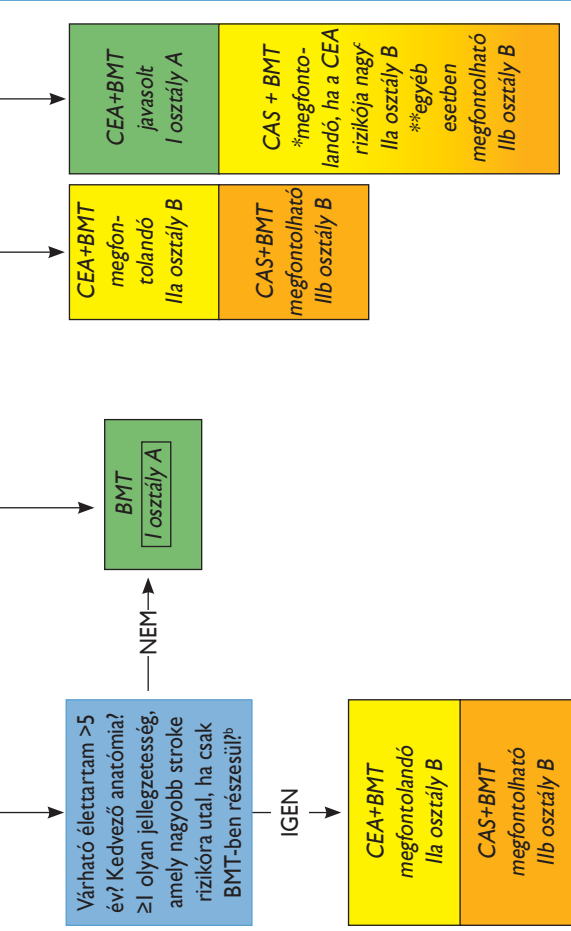 Várható élettartam >5
év? Kedvező anatómia?
≥1 olyan jellegzetesség,
amely nagyobb stroke
rizikóra utal, ha csak
BMT-ben részesül?ᵇ
NEM
IGEN
CEA+BMT
megfontolandó
IIa osztály B
CAS+BMT
megfontolható
IIb osztály B
BMT
I osztály A
CEA+BMT
megfon-
tolandó
IIa osztály B
CAS+BMT
megfontolható
IIb osztály B
CEA+BMT
javasolt
I osztály A
CAS + BMT
*megfonto-
landó, ha a CEA
rizikója nagyᶜ
IIa osztály B
**egyéb
esetben
megfontolható
IIb osztály B